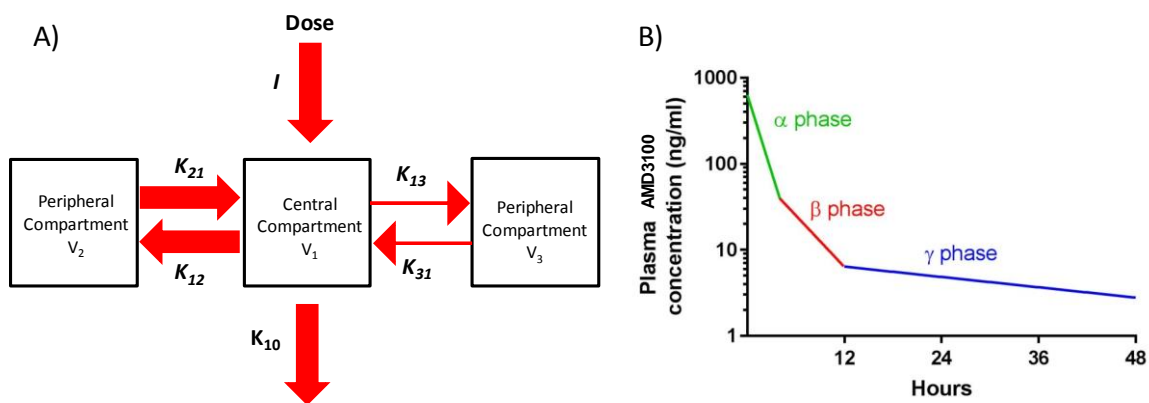 A)
Dose
I
K21
K13
Peripheral
Compartment
V2
Central
Compartment
V1
Peripheral
Compartment
V3
K12
K31
K10
B)
Plasma AMD3100
concentration (ng/ml)
1000
100
10
1
α phase
β phase
γ phase
12
24
36
48
Hours